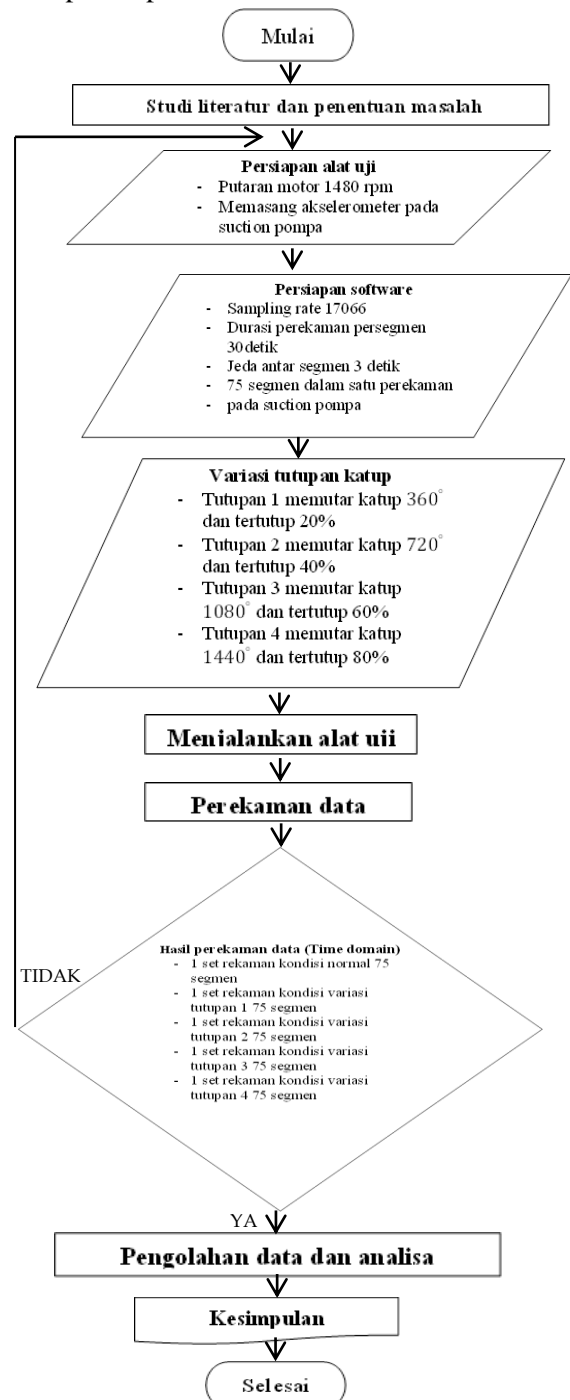 Mulai
Studi literatur dan penentuan masalah
Persiapan alat uji
- Putaran motor 1480 rpm
- Memasang akselerometer pada
suction pompa
Persiapan software
- Sampling rate 17066
- Durasi perekaman persegmen
30detik
- Jeda antar segmen 3 detik
- 75 segmen dalam satu perekaman
- pada suction pompa
Variasi tutupan katup
- Tutupan 1 memutar katup 360°
dan tertutup 20%
- Tutupan 2 memutar katup 720°
dan tertutup 40%
- Tutupan 3 memutar katup
1080° dan tertutup 60%
- Tutupan 4 memutar katup
1440° dan tertutup 80%
Menjalankan alat uji
Perekaman data
Hasil perekaman data (Time domain)
- 1 set rekaman kondisi normal 75
segmen
- 1 set rekaman kondisi variasi
tutupan 1 75 segmen
- 1 set rekaman kondisi variasi
tutupan 2 75 segmen
- 1 set rekaman kondisi variasi
tutupan 3 75 segmen
- 1 set rekaman kondisi variasi
tutupan 4 75 segmen
TIDAK
YA
Pengolahan data dan analisa
Kesimpulan
Selesai